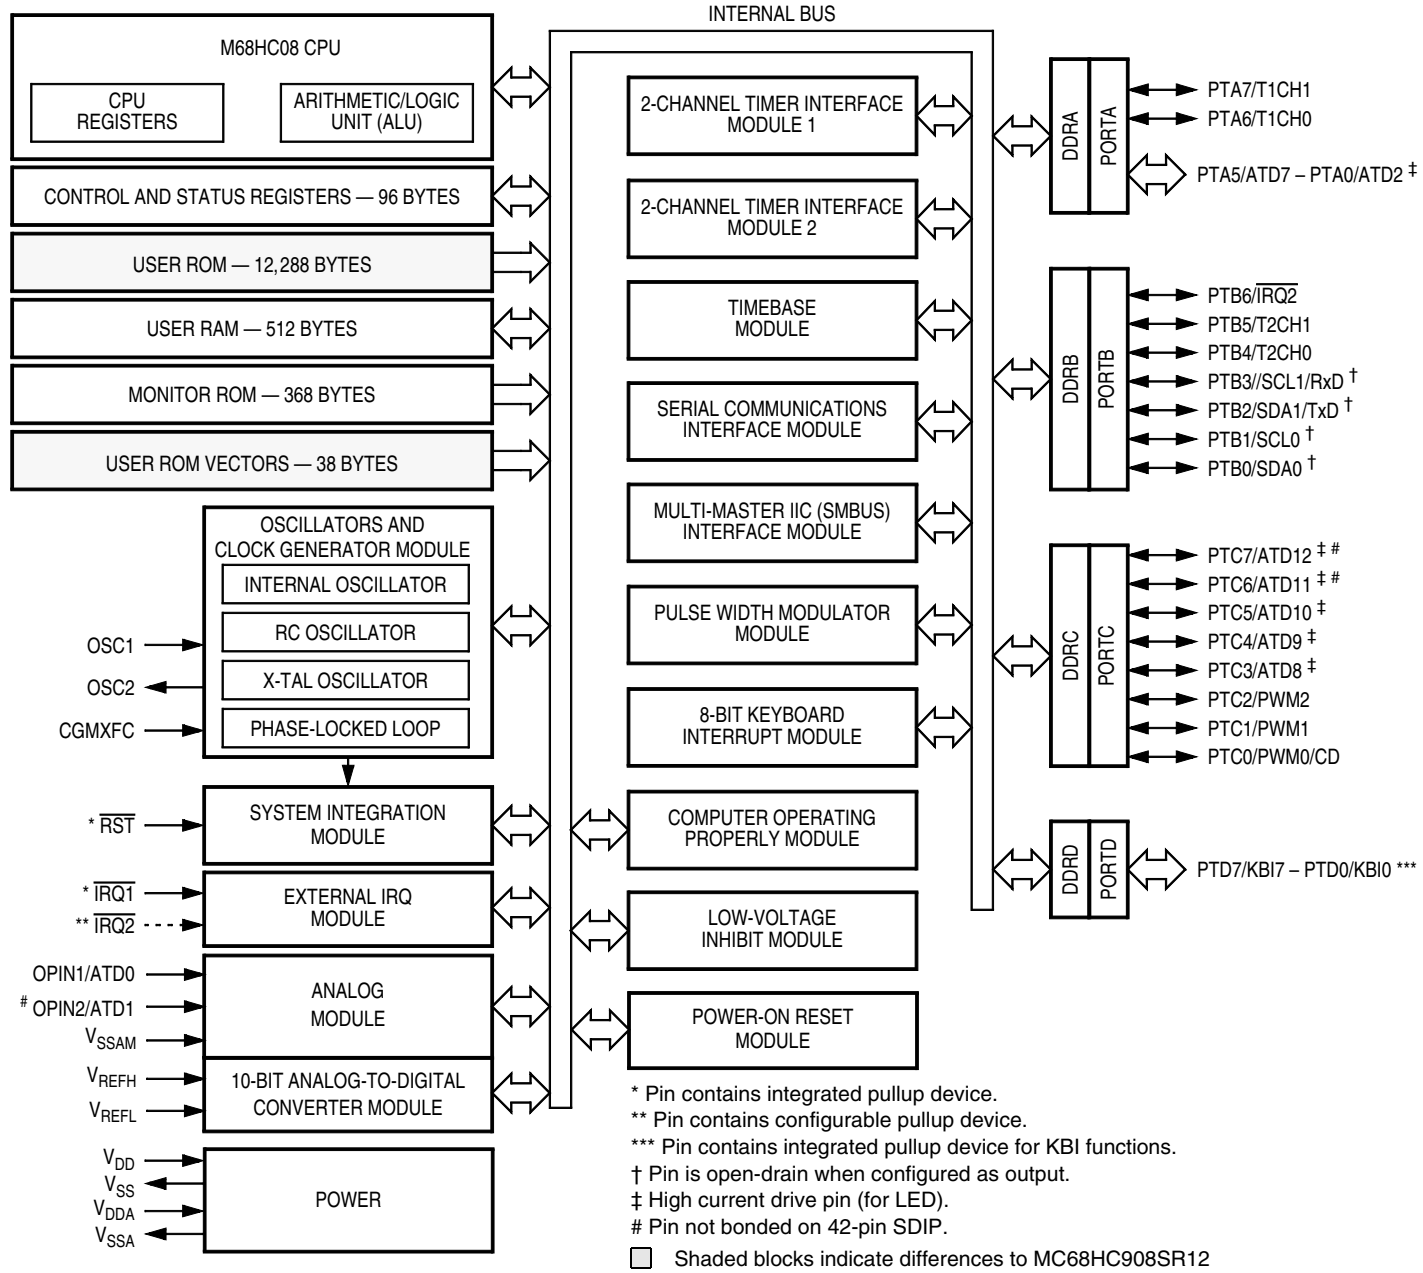 INTERNAL BUS
M68HC08 CPU
CPU
REGISTERS
ARITHMETIC/LOGIC
UNIT (ALU)
CONTROL AND STATUS REGISTERS — 96 BYTES
USER ROM — 12,288 BYTES
USER RAM — 512 BYTES
MONITOR ROM — 368 BYTES
USER ROM VECTORS — 38 BYTES
OSCILLATORS AND
CLOCK GENERATOR MODULE
INTERNAL OSCILLATOR
RC OSCILLATOR
X-TAL OSCILLATOR
PHASE-LOCKED LOOP
OSC1
OSC2
CGMXFC
SYSTEM INTEGRATION
MODULE
* RST
EXTERNAL IRQ
MODULE
* IRQ1
** IRQ2
ANALOG
MODULE
OPIN1/ATD0
# OPIN2/ATD1
VSSAM
10-BIT ANALOG-TO-DIGITAL
CONVERTER MODULE
VREFH
VREFL
POWER
VDD
VSS
VDDA
VSSA
2-CHANNEL TIMER INTERFACE
MODULE 1
2-CHANNEL TIMER INTERFACE
MODULE 2
TIMEBASE
MODULE
SERIAL COMMUNICATIONS
INTERFACE MODULE
MULTI-MASTER IIC (SMBUS)
INTERFACE MODULE
PULSE WIDTH MODULATOR
MODULE
8-BIT KEYBOARD
INTERRUPT MODULE
COMPUTER OPERATING
PROPERLY MODULE
LOW-VOLTAGE
INHIBIT MODULE
POWER-ON RESET
MODULE
DDRA
PORTA
PTA7/T1CH1
PTA6/T1CH0
PTA5/ATD7 – PTA0/ATD2 ‡
DDRB
PORTB
PTB6/IRQ2
PTB5/T2CH1
PTB4/T2CH0
PTB3//SCL1/RxD †
PTB2/SDA1/TxD †
PTB1/SCL0 †
PTB0/SDA0 †
DDRC
PORTC
PTC7/ATD12 ‡ #
PTC6/ATD11 ‡ #
PTC5/ATD10 ‡
PTC4/ATD9 ‡
PTC3/ATD8 ‡
PTC2/PWM2
PTC1/PWM1
PTC0/PWM0/CD
DDRD
PORTD
PTD7/KBI7 – PTD0/KBI0 ***
* Pin contains integrated pullup device.
** Pin contains configurable pullup device.
*** Pin contains integrated pullup device for KBI functions.
† Pin is open-drain when configured as output.
‡ High current drive pin (for LED).
# Pin not bonded on 42-pin SDIP.
Shaded blocks indicate differences to MC68HC908SR12